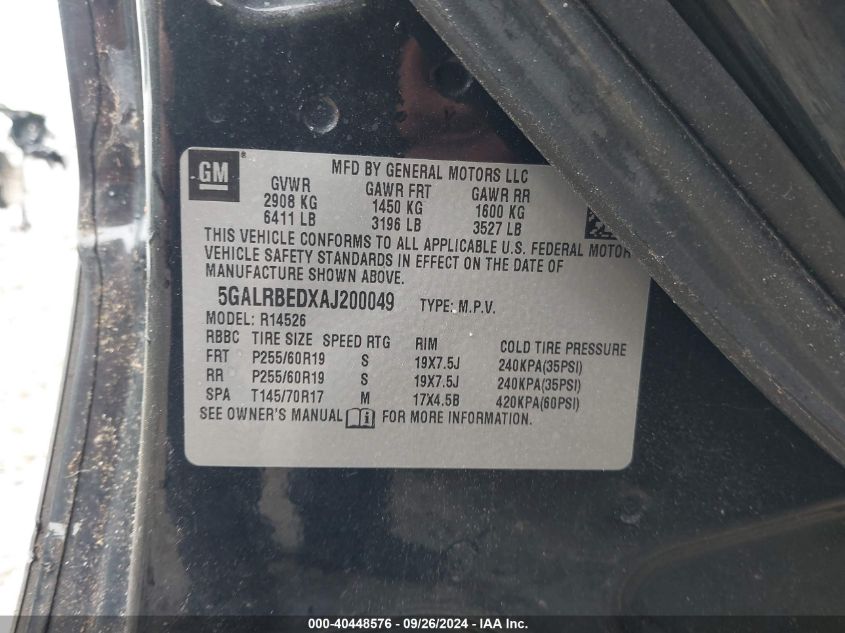 GM ®
MFD BY GENERAL MOTORS LLC
GVWR GAWR FRT GAWR RR
2908 KG 1450 KG 1600 KG
6411 LB 3196 LB 3527 LB
THIS VEHICLE CONFORMS TO ALL APPLICABLE U.S. FEDERAL MOTOR
VEHICLE SAFETY STANDARDS IN EFFECT ON THE DATE OF
MANUFACTURE SHOWN ABOVE.
5GALRBEDXAJ200049 TYPE: M.P.V.
MODEL: R14526
RBBC TIRE SIZE SPEED RTG RIM COLD TIRE PRESSURE
FRT P255/60R19 S 19X7.5J 240KPA(35PSI)
RR P255/60R19 S 19X7.5J 240KPA(35PSI)
SPA T145/70R17 M 17X4.5B 420KPA(60PSI)
SEE OWNER'S MANUAL i FOR MORE INFORMATION.
000-40448576 - 09/26/2024 - IAA Inc.